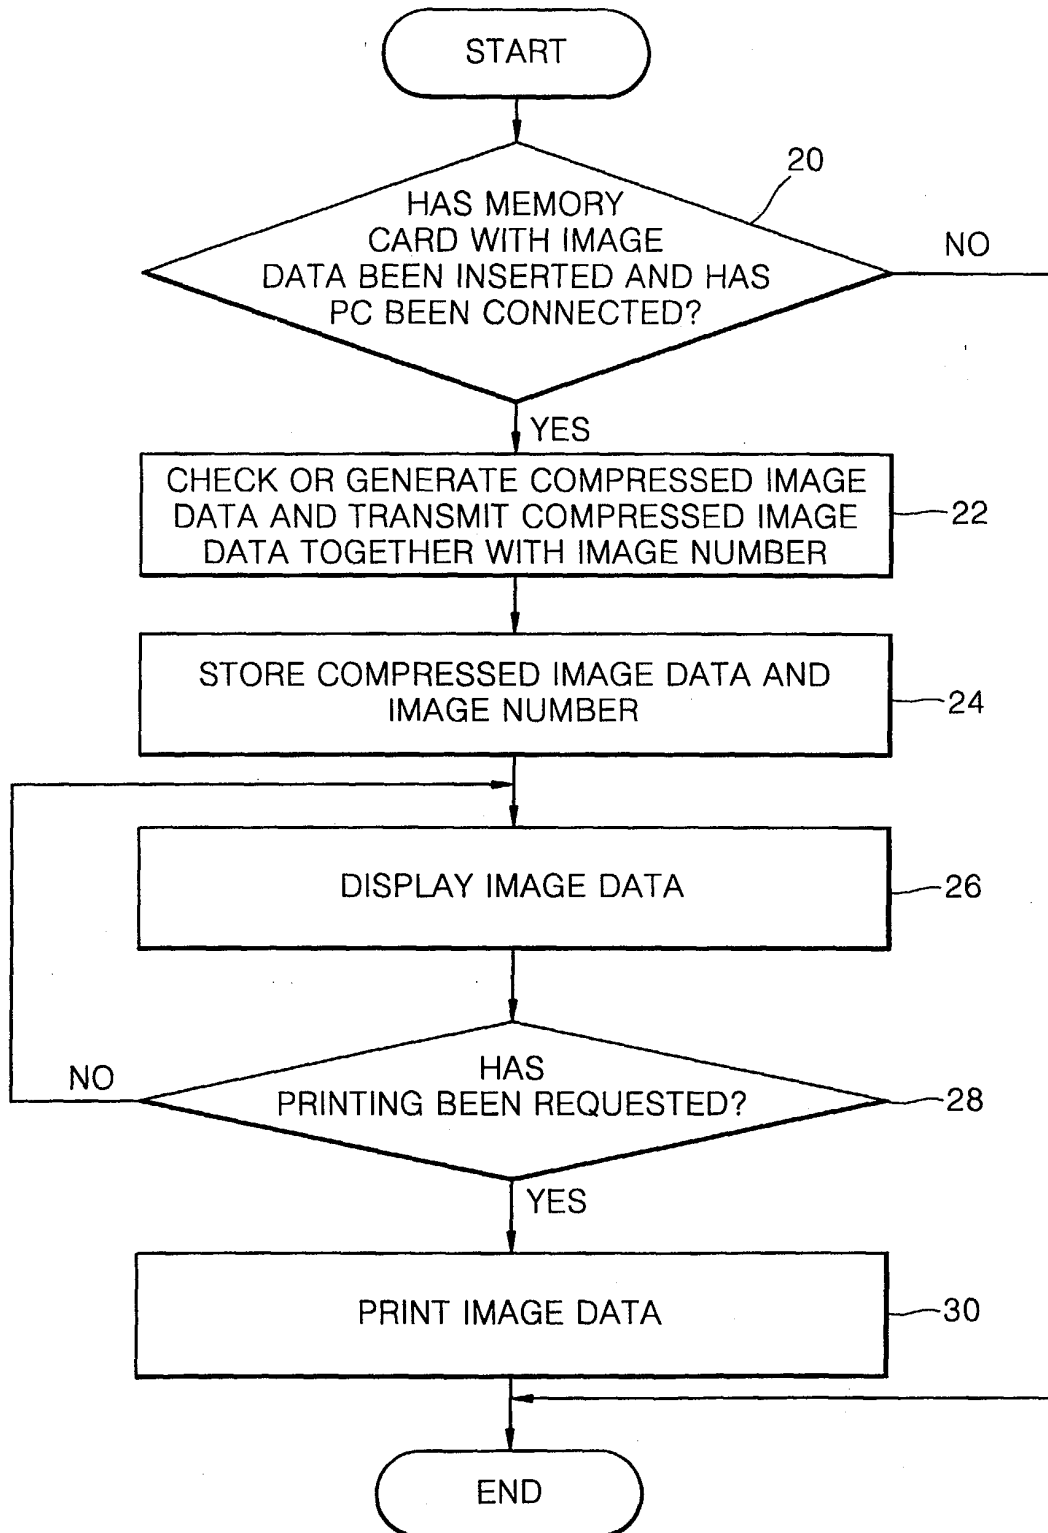 START
20
HAS MEMORY
CARD WITH IMAGE
DATA BEEN INSERTED AND HAS
PC BEEN CONNECTED?
NO
YES
CHECK OR GENERATE COMPRESSED IMAGE
DATA AND TRANSMIT COMPRESSED IMAGE
DATA TOGETHER WITH IMAGE NUMBER
22
STORE COMPRESSED IMAGE DATA AND
IMAGE NUMBER
24
DISPLAY IMAGE DATA
26
NO
HAS
PRINTING BEEN REQUESTED?
28
YES
PRINT IMAGE DATA
30
END